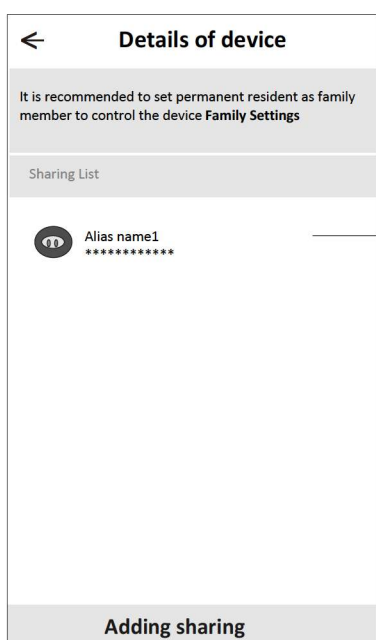 Details of device
It is recommended to set permanent resident as family
member to control the device Family Settings
Sharing List
Alias name1
************
Adding sharing